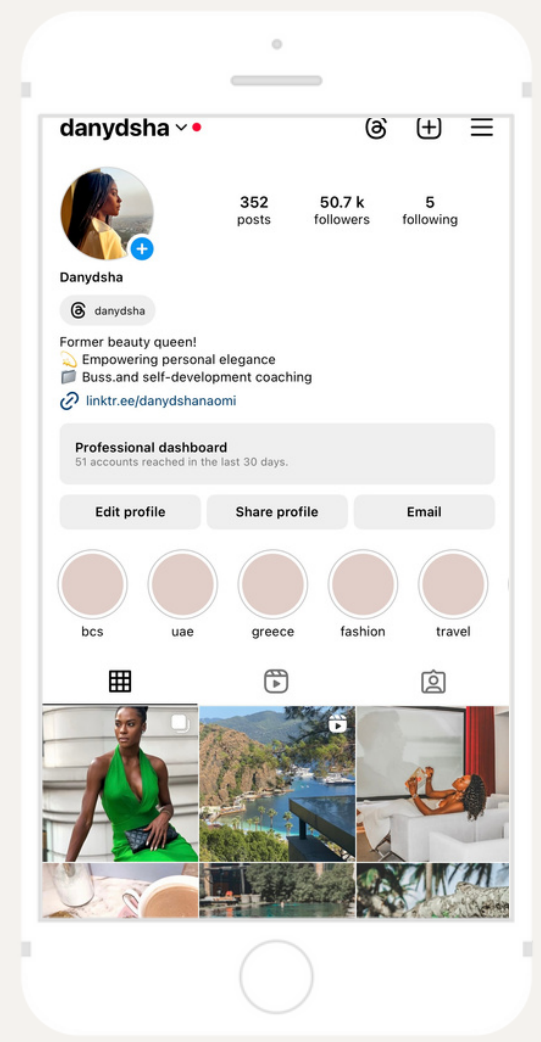 danydsha
352 50.7 k 5
posts followers following
Danydsha
danydsha
Former beauty queen!
Empowering personal elegance
Buss.and self-development coaching
linktr.ee/danydshanaomi
Professional dashboard
51 accounts reached in the last 30 days.
Edit profile Share profile Email
bcs uae greece fashion travel